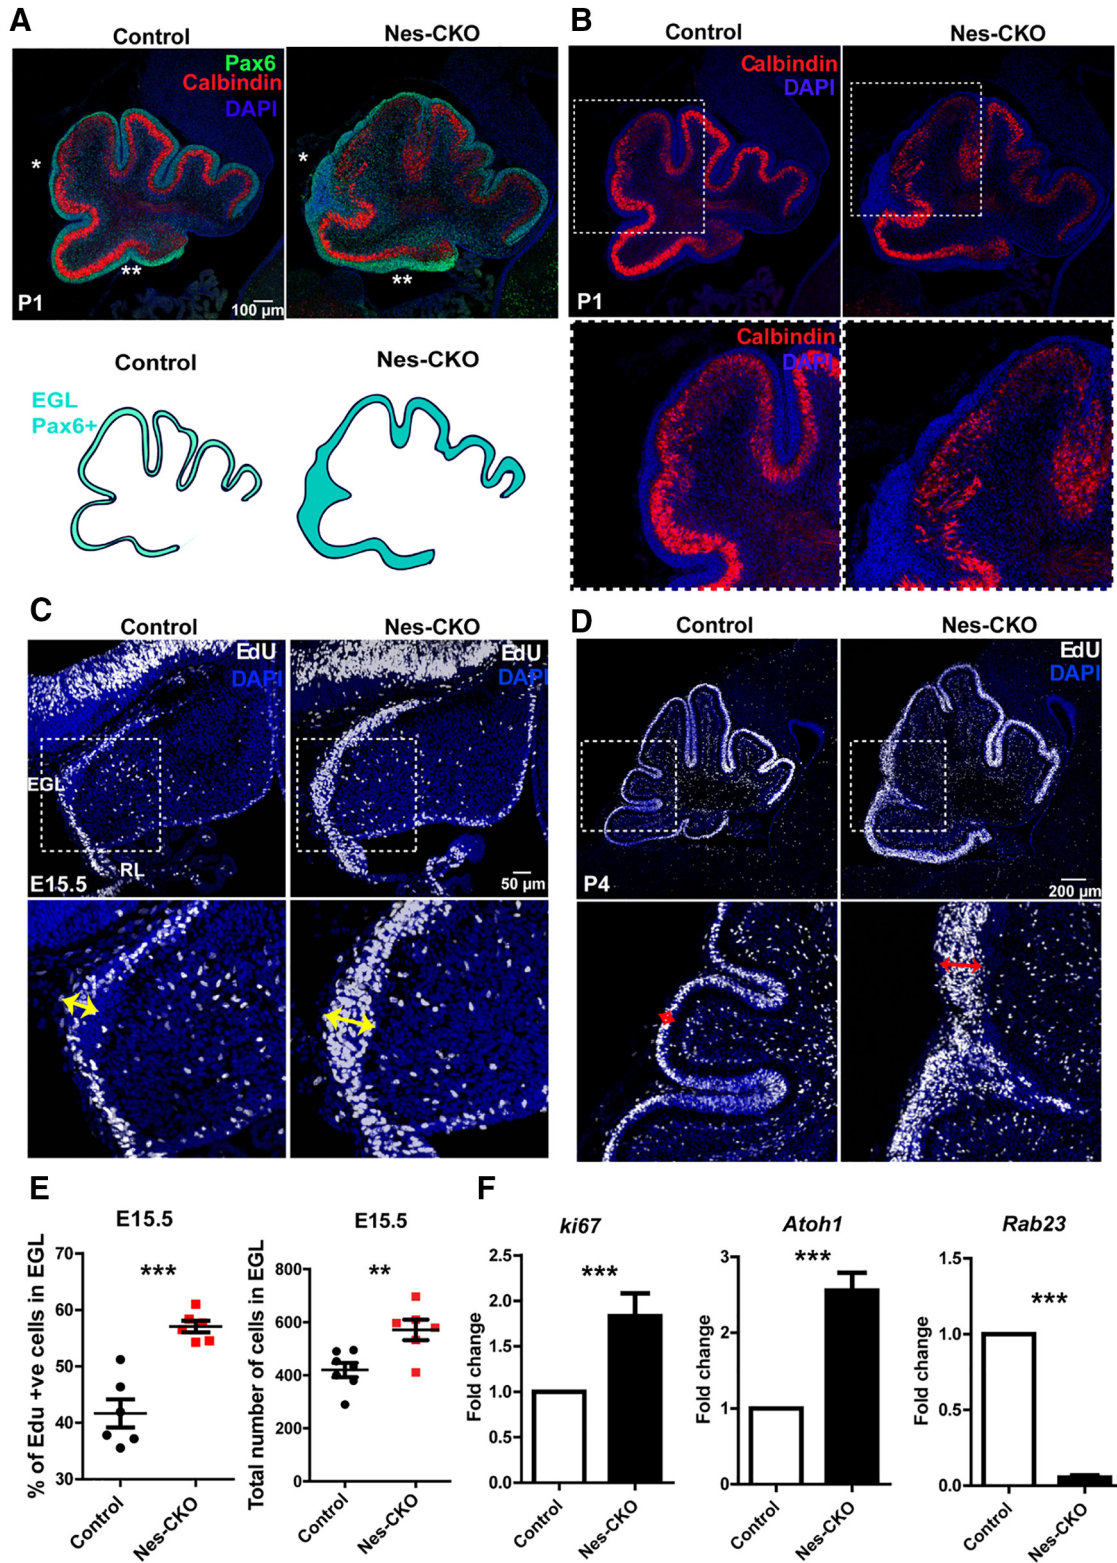 A
Control
Nes-CKO
Pax6
Calbindin
DAPI
*
**
P1
100 µm
*
**
Control
Nes-CKO
EGL
Pax6+
B
Control
Nes-CKO
Calbindin
DAPI
P1
Calbindin
DAPI
C
Control
Nes-CKO
EdU
DAPI
EGL
RL
E15.5
EdU
DAPI
50 µm
D
Control
Nes-CKO
EdU
DAPI
P4
200 µm
E
E15.5
% of Edu +ve cells in EGL
70
60
50
40
30
***
Control
Nes-CKO
E15.5
Total number of cells in EGL
800
600
400
200
0
**
Control
Nes-CKO
F
ki67
Fold change
2.5
2.0
1.5
1.0
0.5
0.0
***
Control
Nes-CKO
Atoh1
Fold change
3
2
1
0
***
Control
Nes-CKO
Rab23
Fold change
1.5
1.0
0.5
0.0
***
Control
Nes-CKO